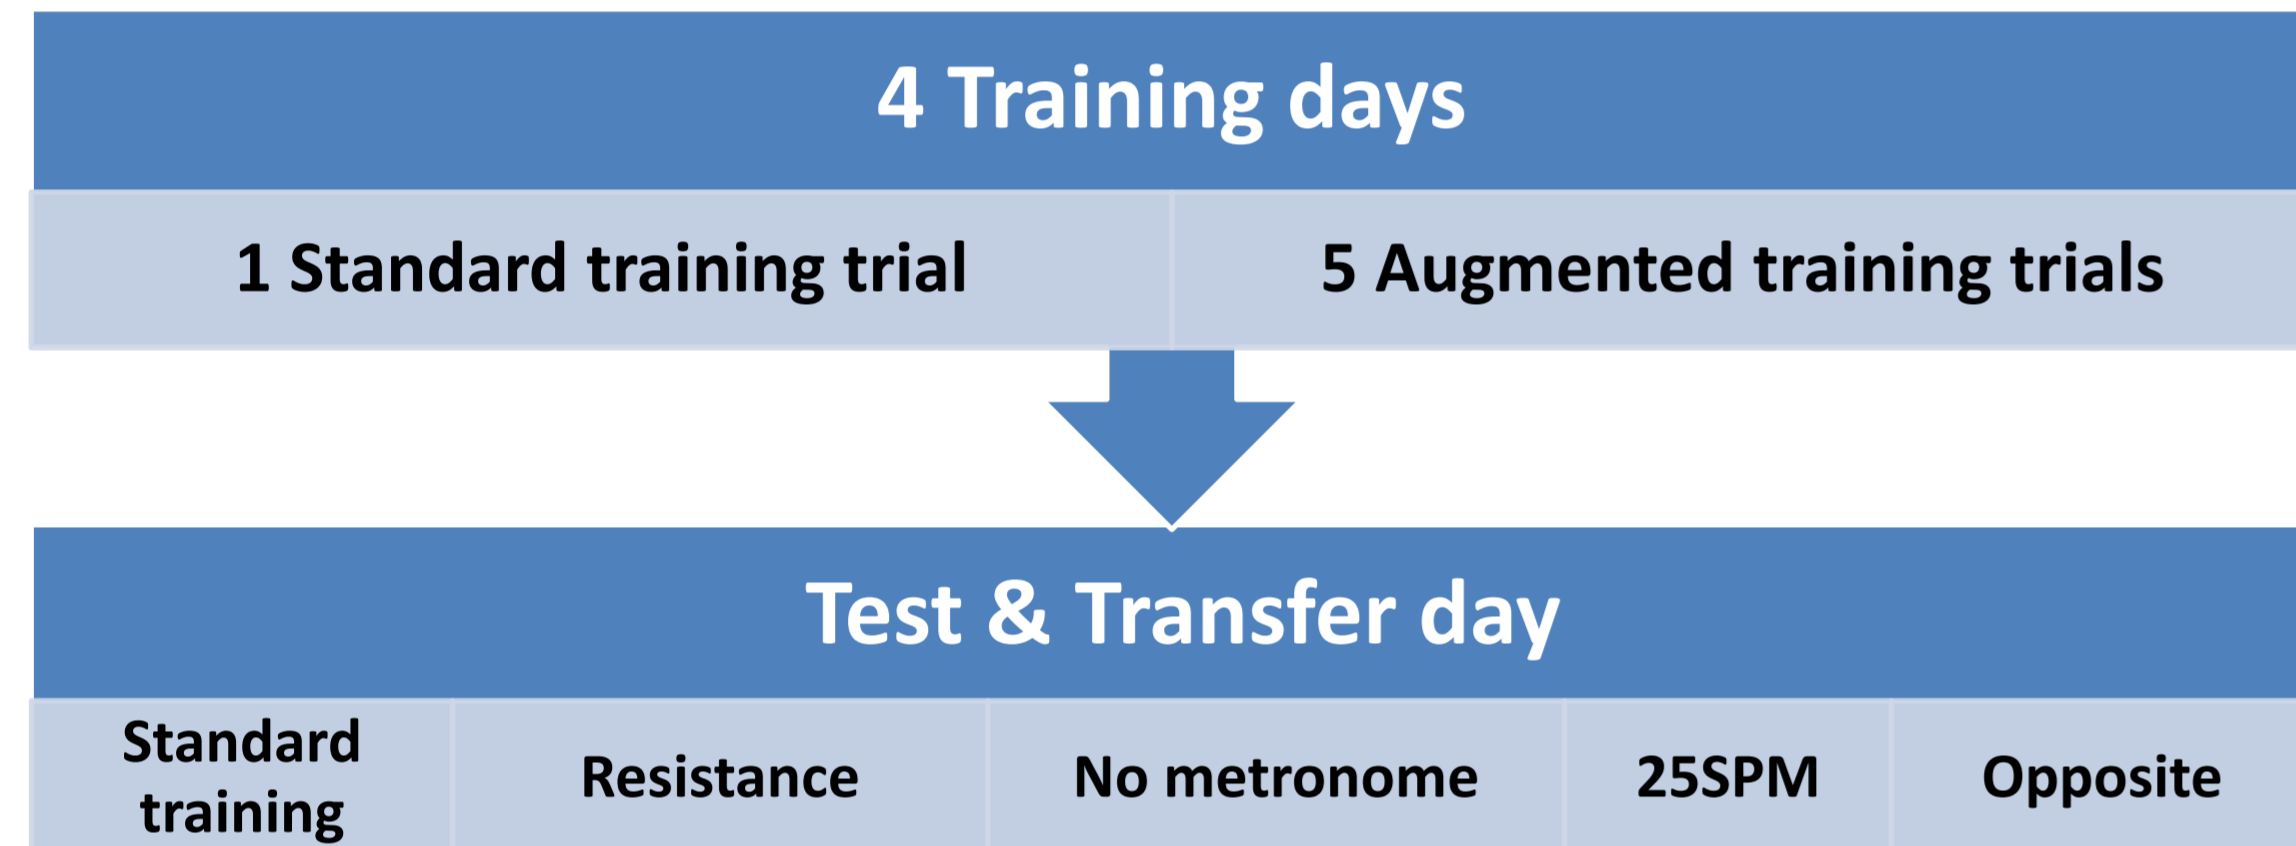 4 Training days
1 Standard training trial
5 Augmented training trials
Test & Transfer day
Standard
training
Resistance
No metronome
25SPM
Opposite